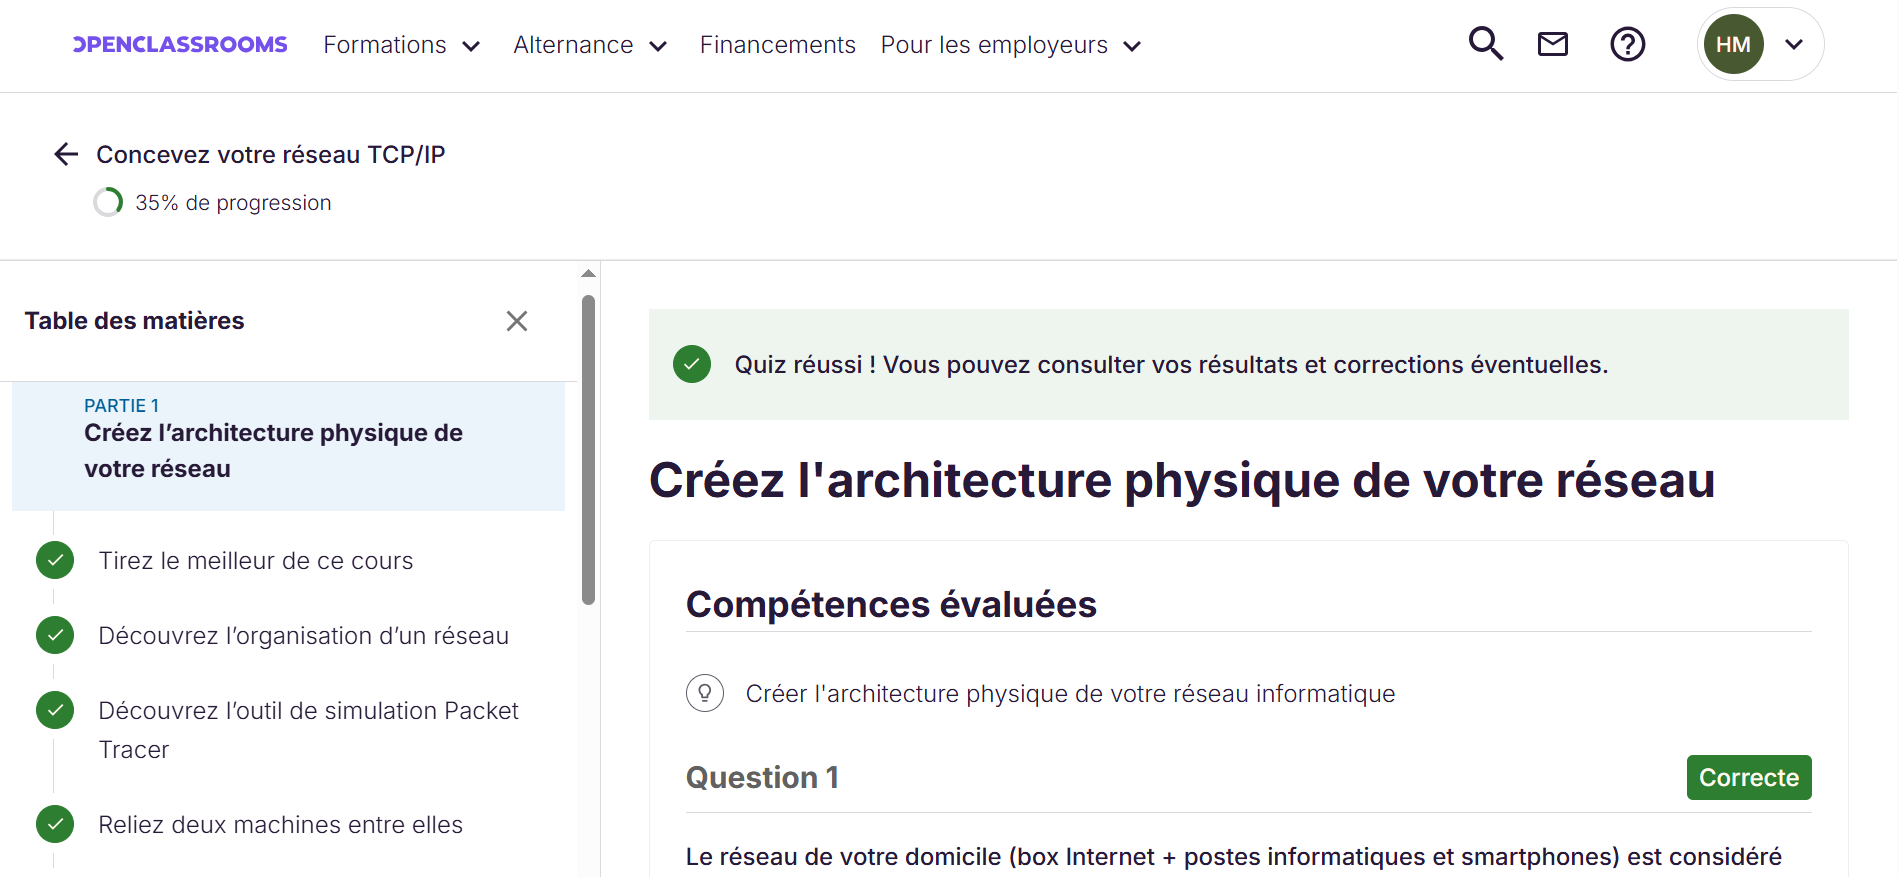 OPENCLASSROOMS Formations Alternance Financements Pour les employeurs HM
Concevez votre réseau TCP/IP
35% de progression
Table des matières
PARTIE 1
Créez l’architecture physique de
votre réseau
Tirez le meilleur de ce cours
Découvrez l’organisation d’un réseau
Découvrez l’outil de simulation Packet
Tracer
Reliez deux machines entre elles
Quiz réussi ! Vous pouvez consulter vos résultats et corrections éventuelles.
Créez l'architecture physique de votre réseau
Compétences évaluées
Créer l'architecture physique de votre réseau informatique
Question 1 Correcte
Le réseau de votre domicile (box Internet + postes informatiques et smartphones) est considéré